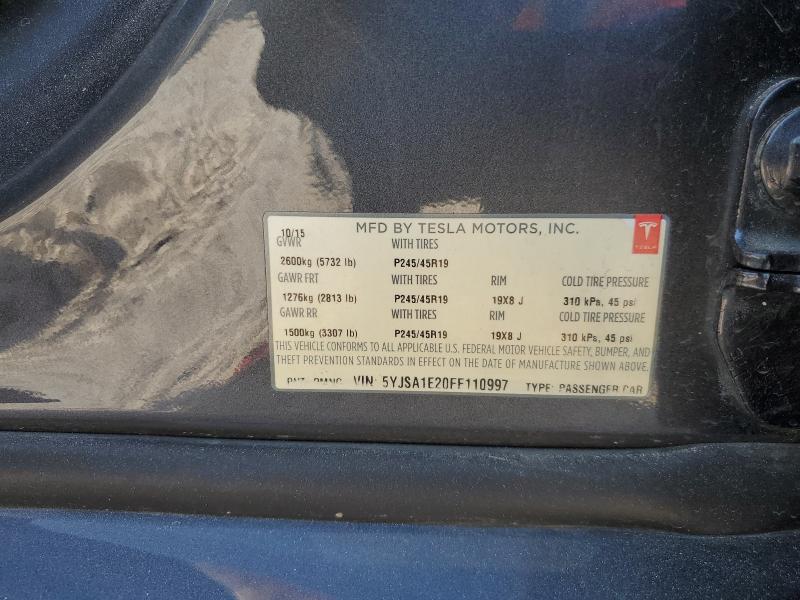 MFD BY TESLA MOTORS, INC.
10/15
GVWR WITH TIRES
TESLA
2600kg (5732 lb) P245/45R19
GAWR FRT WITH TIRES RIM COLD TIRE PRESSURE
1276kg (2813 lb) P245/45R19 19X8 J 310 kPa, 45 psi
GAWR RR WITH TIRES RIM COLD TIRE PRESSURE
1500kg (3307 lb) P245/45R19 19X8 J 310 kPa, 45 psi
THIS VEHICLE CONFORMS TO ALL APPLICABLE U.S. FEDERAL MOTOR VEHICLE SAFETY, BUMPER, AND
THEFT PREVENTION STANDARDS IN EFFECT ON THE DATE OF MANUFACTURE SHOWN ABOVE.
PNT: PMNG VIN: 5YJSA1E20FF110997 TYPE: PASSENGER CAR